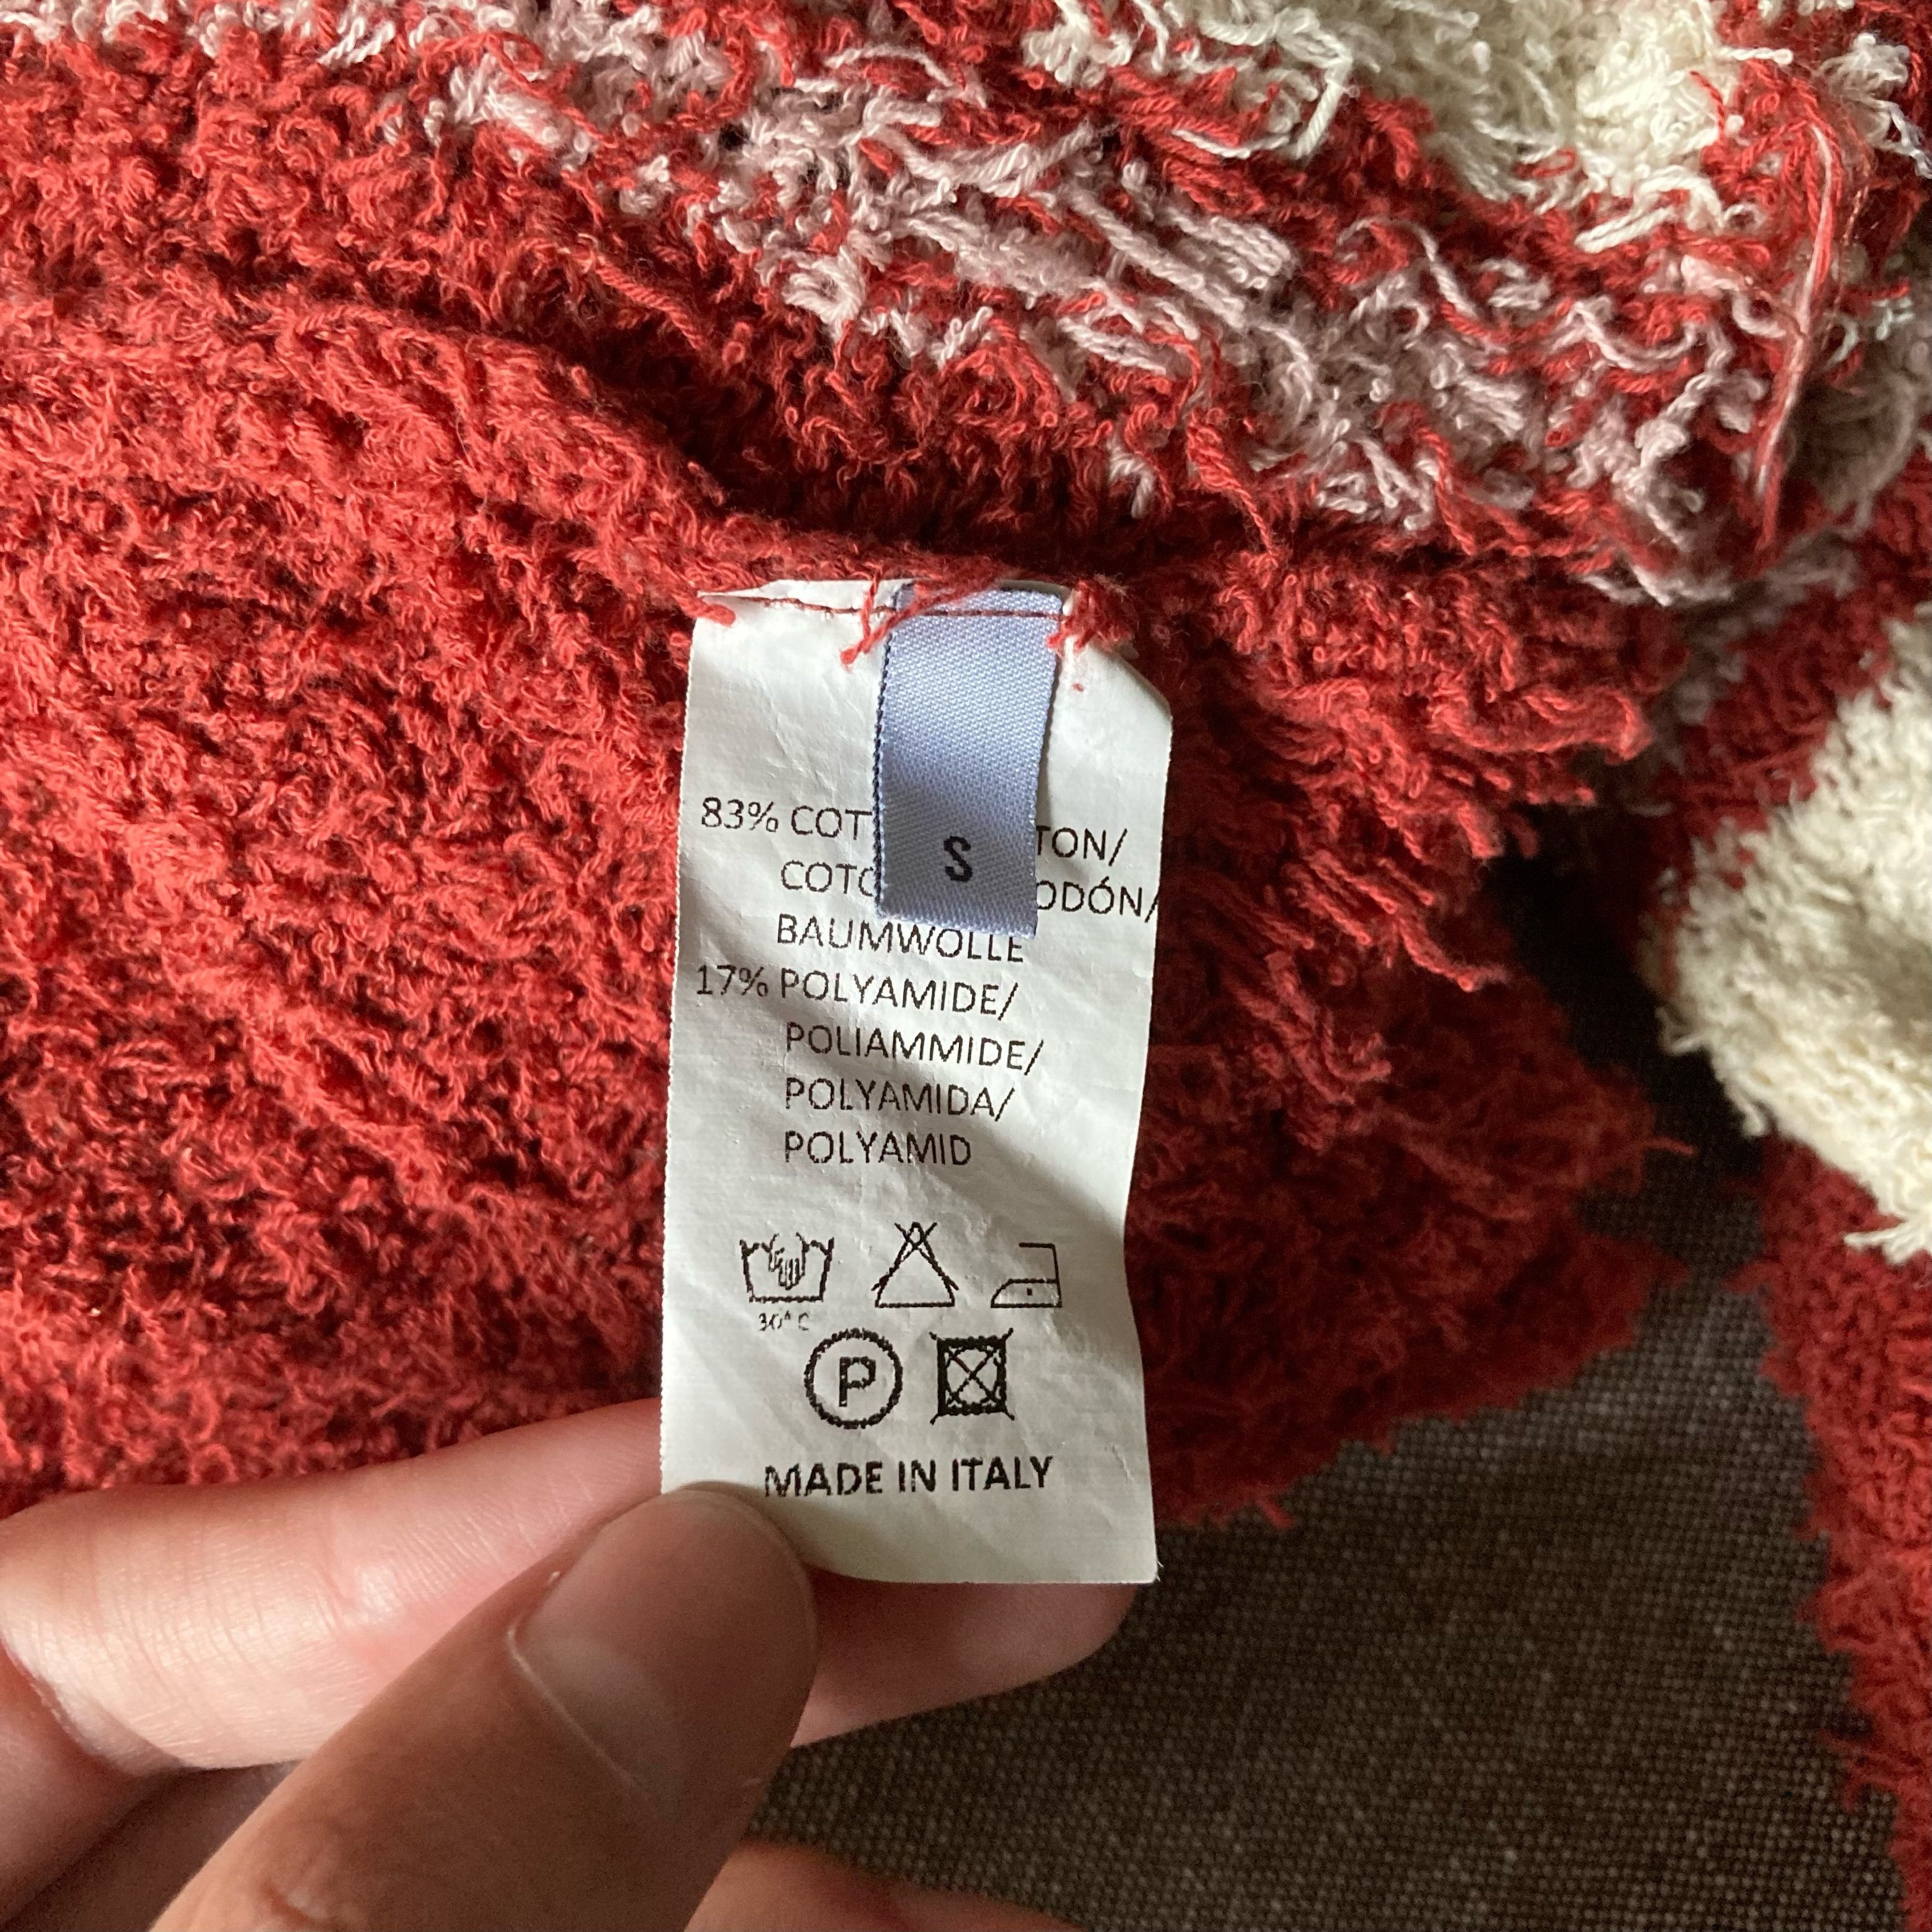 83% COT TON/
COTO ODÓN/
S
BAUMWOLLE
17% POLYAMIDE/
POLIAMMIDE/
POLYAMIDA/
POLYAMID
30° C
P
MADE IN ITALY